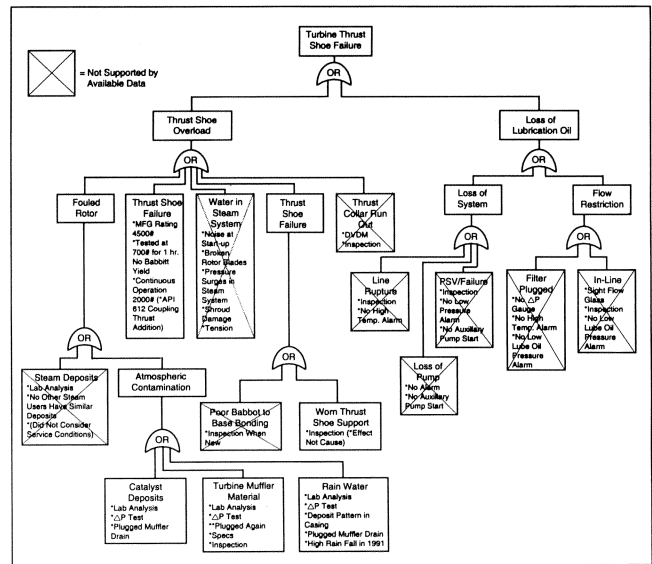 Turbine Thrust
Shoe Failure
OR
= Not Supported by
Available Data
Thrust Shoe
Overload
OR
Loss of
Lubrication Oil
OR
Fouled
Rotor
OR
Thrust Shoe
Failure
*MFG Rating
4500#
*Tested at
700# for 1 hr.
No Babbitt
Yield
*Continuous
Operation
2000# (*API
612 Coupling
Thrust
Addition)
Water in
Steam
System
*Noise at
Start-up
*Broken
Rotor Blades
*Pressure
Surges in
Steam
System
*Shroud
Damage
*Tension
Thrust
Shoe
Failure
OR
Thrust
Collar Run
Out
*DVDM
*Inspection
Loss of
System
OR
Flow
Restriction
OR
Line
Rupture
*Inspection
*No High
Temp. Alarm
Loss of
Pump
*No Alarm
*No Auxillary
Pump Start
PSV/Failure
*Inspection
*No Low
Pressure
Alarm
*No Auxillary
Pump Start
Filter
Plugged
*No △P
Gauge
*No High
Temp. Alarm
*No Low
Lube Oil
Pressure
Alarm
In-Line
*Sight Flow
Glass
*Inspection
*No Low
Lube Oil
Pressure
Alarm
Steam Deposits
*Lab Analysis
*No Other Steam
Users Have Similar
Deposits
*(Did Not Consider
Service Conditions)
Atmospheric
Contamination
OR
Poor Babbot to
Base Bonding
*Inspection When
New
Worn Thrust
Shoe Support
*Inspection (*Effect
Not Cause)
Catalyst
Deposits
*Lab Analysis
*△P Test
*Plugged Muffler
Drain
Turbine Muffler
Material
*Lab Analysis
*△P Test
**Plugged Again
*Specs
*Inspection
Rain Water
*Lab Analysis
*△P Test
*Deposit Pattern in
Casing
*Plugged Muffler Drain
*High Rain Fall in 1991